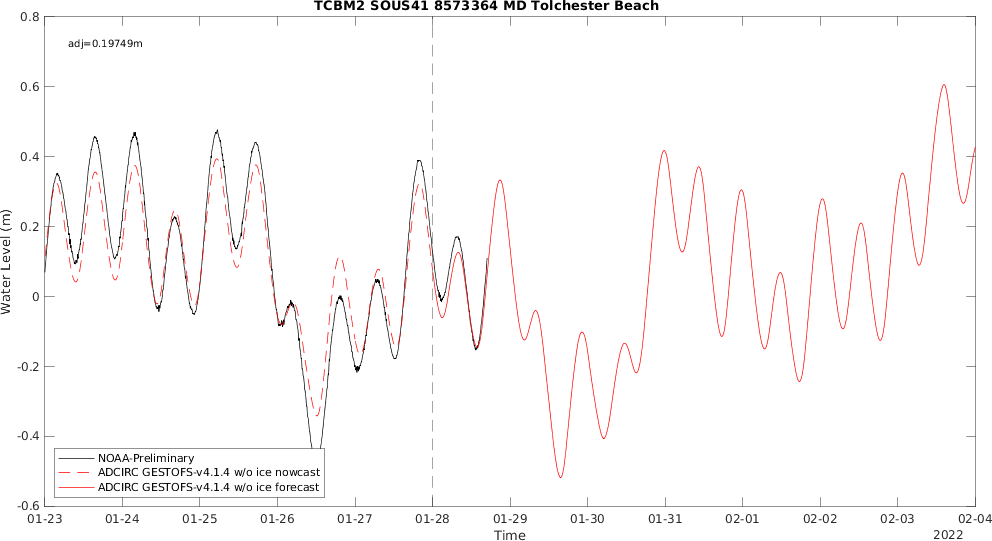 TCBM2 SOUS41 8573364 MD Tolchester Beach
adj=0.19749m
Water Level (m)
0.8
0.6
0.4
0.2
0
-0.2
-0.4
-0.6
NOAA-Preliminary
ADCIRC GESTOFS-v4.1.4 w/o ice nowcast
ADCIRC GESTOFS-v4.1.4 w/o ice forecast
01-23 01-24 01-25 01-26 01-27 01-28 01-29 01-30 01-31 02-01 02-02 02-03 02-04
Time
2022